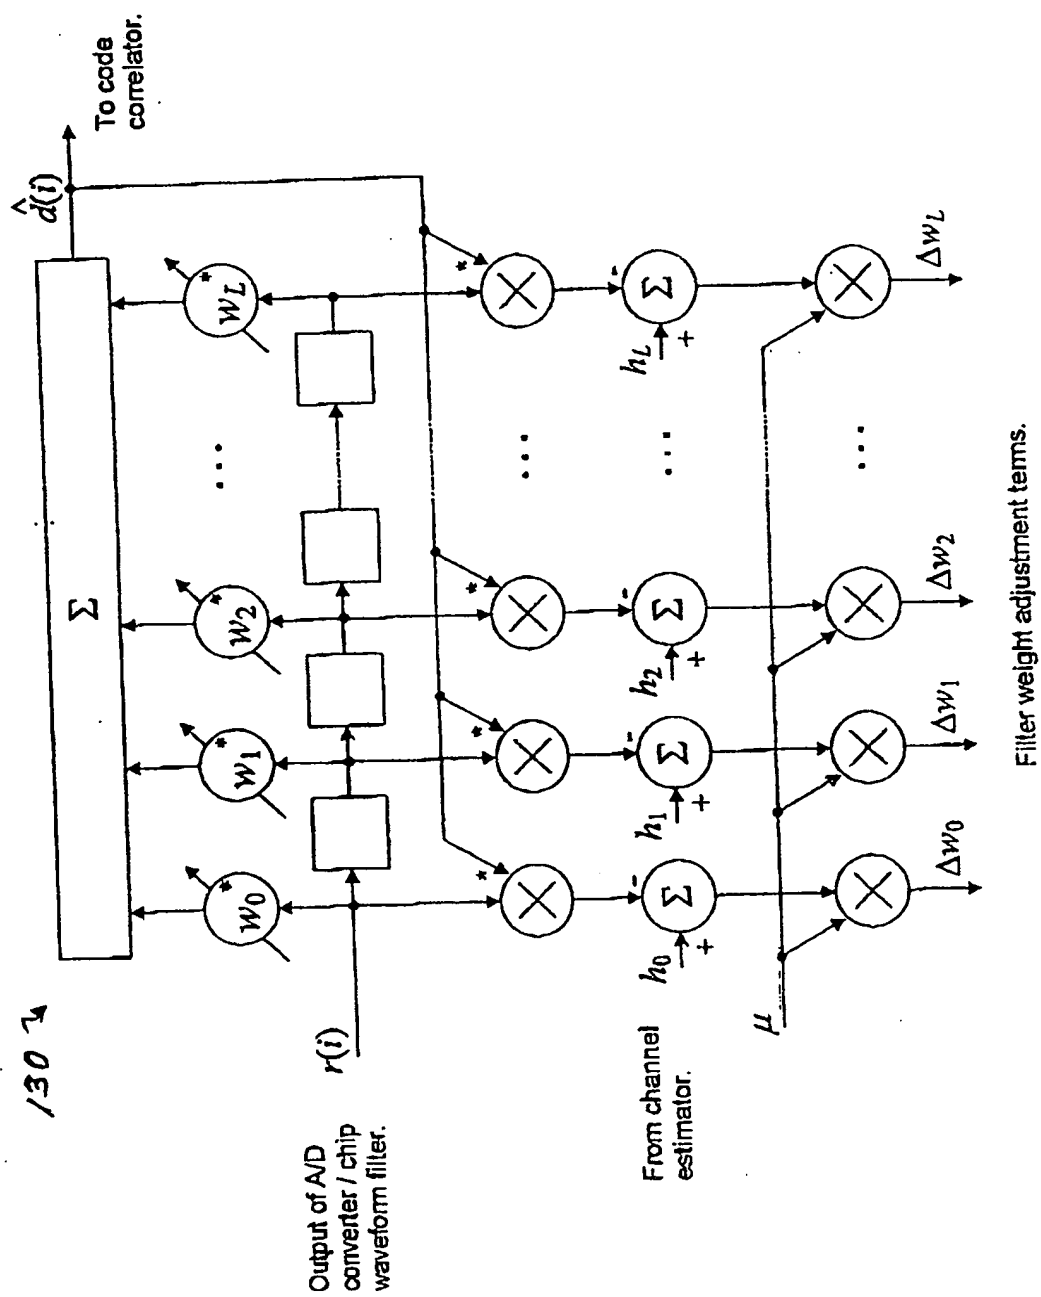 130
d̂(i)
To code
correlator.
Σ
w0*
w1*
w2*
...
wL*
r(i)
Output of A/D
converter / chip
waveform filter.
* * * *
...
From channel
estimator.
h0 + - Σ
h1 + - Σ
h2 + - Σ
...
hL + - Σ
μ
...
Δw0
Δw1
Δw2
ΔwL
Filter weight adjustment terms.